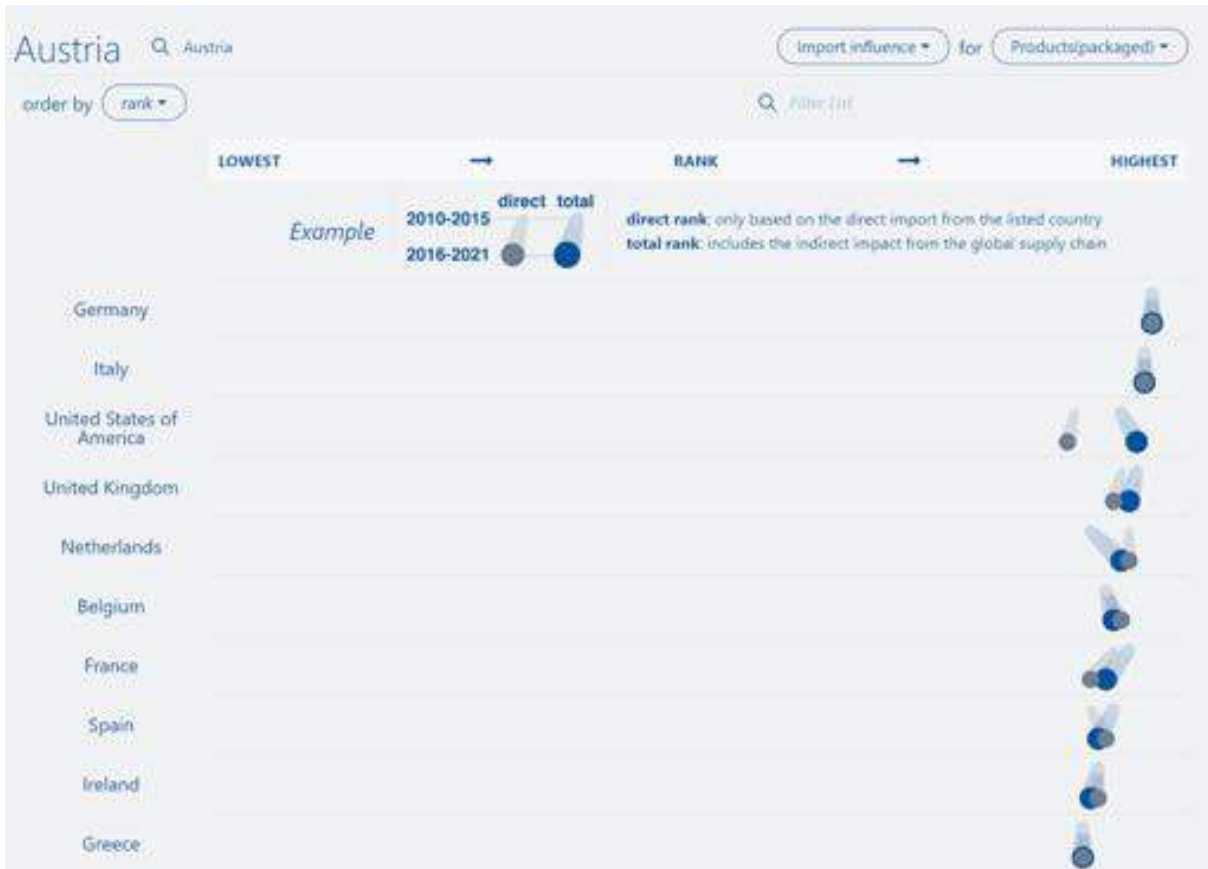 Austria Austria Import influence for Products(packaged)
order by rank Filter List
LOWEST → RANK → HIGHEST
direct total
2010-2015
Example
2016-2021
direct rank: only based on the direct import from the listed country
total rank: includes the indirect impact from the global supply chain
Germany
Italy
United States of
America
United Kingdom
Netherlands
Belgium
France
Spain
Ireland
Greece